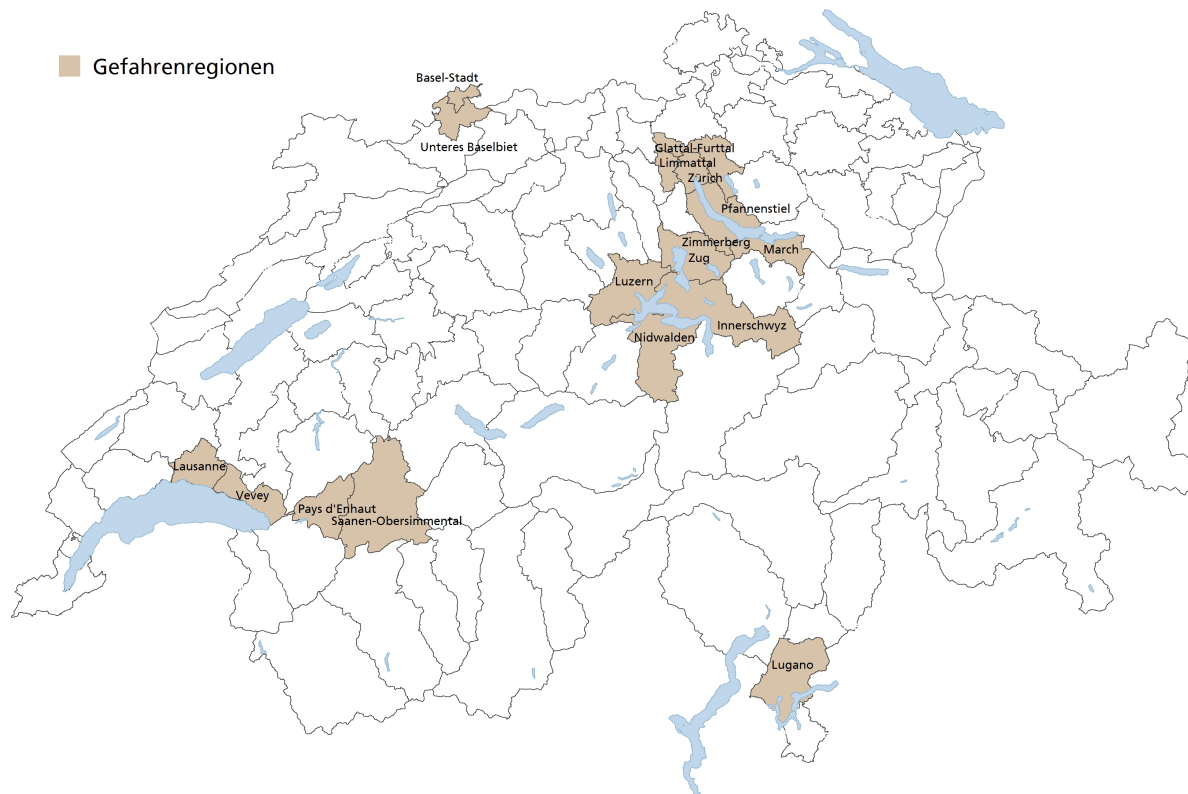 Gefahrenregionen
Basel-Stadt
Unteres Baselbiet
Glattal-Furttal
Limmattal
Zürich
Pfannenstiel
Zimmerberg
March
Zug
Luzern
Innerschwyz
Nidwalden
Lausanne
Vevey
Pays d'Enhaut
Saanen-Obersimmental
Lugano